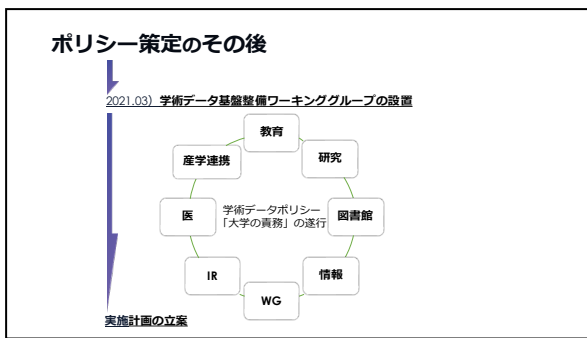 ポリシー策定のその後
2021.03）学術データ基盤整備ワーキンググループの設置
教育
産学連携
研究
医
学術データポリシー
「大学の責務」の遂行
図書館
IR
情報
WG
実施計画の立案